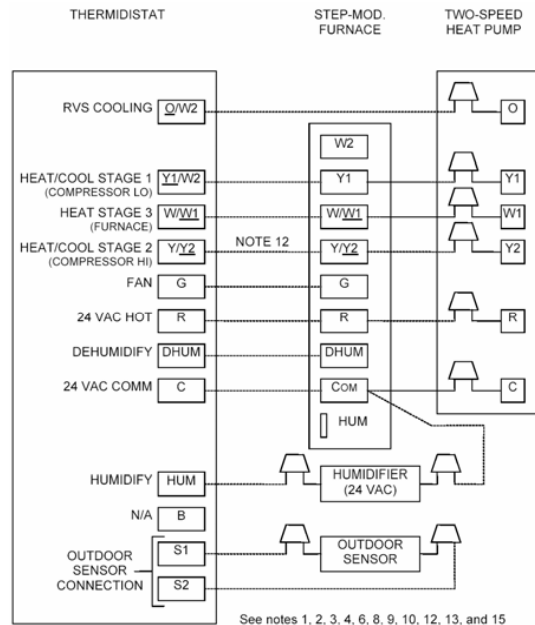 THERMIDISTAT
STEP-MOD.
FURNACE
TWO-SPEED
HEAT PUMP
RVS COOLING O/W2 O
W2
HEAT/COOL STAGE 1 Y1/W2 Y1 Y1
(COMPRESSOR LO)
HEAT STAGE 3 W/W1 W/W1 W1
(FURNACE)
HEAT/COOL STAGE 2 Y/Y2 NOTE 12 Y/Y2 Y2
(COMPRESSOR HI)
FAN G G
24 VAC HOT R R R
DEHUMIDIFY DHUM DHUM
24 VAC COMM C COM C
HUM
HUMIDIFY HUM HUMIDIFIER
(24 VAC)
N/A B
OUTDOOR
SENSOR
CONNECTION
S1
S2
OUTDOOR
SENSOR
See notes 1, 2, 3, 4, 6, 8, 9, 10, 12, 13, and 15